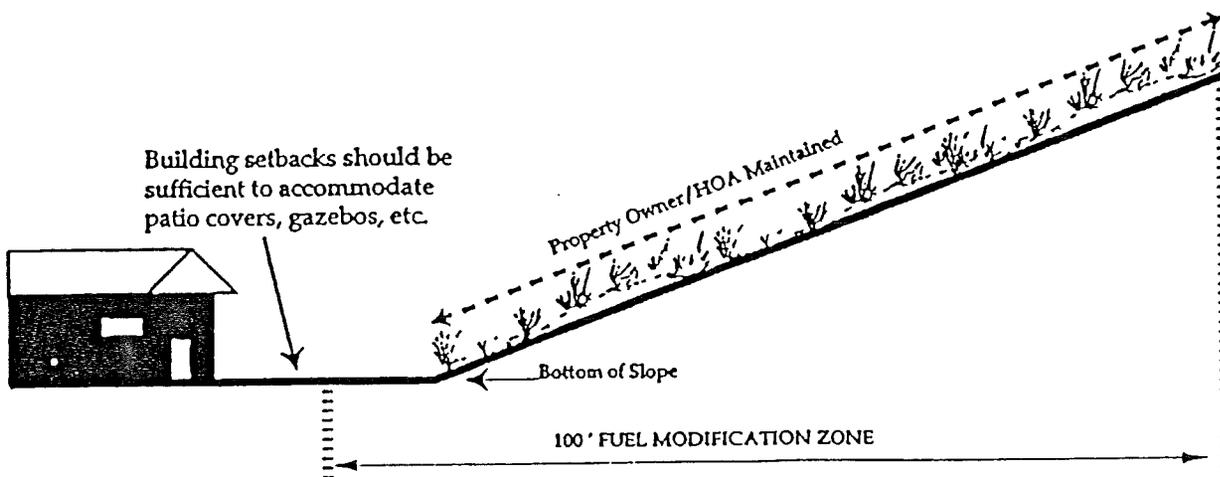 Building setbacks should be
sufficient to accommodate
patio covers, gazebos, etc.
Property Owner/HOA Maintained
Bottom of Slope
100' FUEL MODIFICATION ZONE